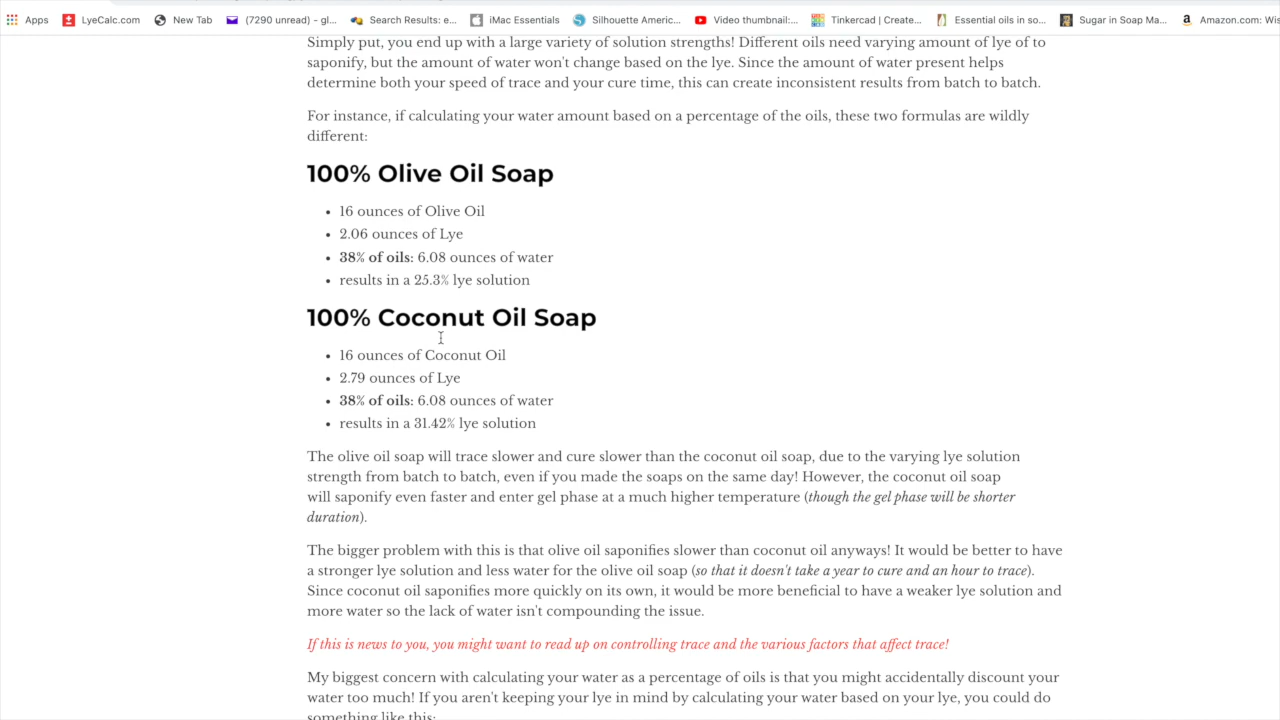 Apps LyeCalc.com New Tab (7290 unread) - gl... Search Results: e... iMac Essentials Silhouette Americ... Video thumbnail:... Tinkercad | Create... Essential oils in so... Sugar in Soap Ma... Amazon.com: Wis
Simply put, you end up with a large variety of solution strengths! Different oils need varying amount of lye of to
saponify, but the amount of water won't change based on the lye. Since the amount of water present helps
determine both your speed of trace and your cure time, this can create inconsistent results from batch to batch.
For instance, if calculating your water amount based on a percentage of the oils, these two formulas are wildly
different:
100% Olive Oil Soap
• 16 ounces of Olive Oil
• 2.06 ounces of Lye
• 38% of oils: 6.08 ounces of water
• results in a 25.3% lye solution
100% Coconut Oil Soap
• 16 ounces of Coconut Oil
• 2.79 ounces of Lye
• 38% of oils: 6.08 ounces of water
• results in a 31.42% lye solution
The olive oil soap will trace slower and cure slower than the coconut oil soap, due to the varying lye solution
strength from batch to batch, even if you made the soaps on the same day! However, the coconut oil soap
will saponify even faster and enter gel phase at a much higher temperature (though the gel phase will be shorter
duration).
The bigger problem with this is that olive oil saponifies slower than coconut oil anyways! It would be better to have
a stronger lye solution and less water for the olive oil soap (so that it doesn't take a year to cure and an hour to trace).
Since coconut oil saponifies more quickly on its own, it would be more beneficial to have a weaker lye solution and
more water so the lack of water isn't compounding the issue.
If this is news to you, you might want to read up on controlling trace and the various factors that affect trace!
My biggest concern with calculating your water as a percentage of oils is that you might accidentally discount your
water too much! If you aren't keeping your lye in mind by calculating your water based on your lye, you could do
something like this: